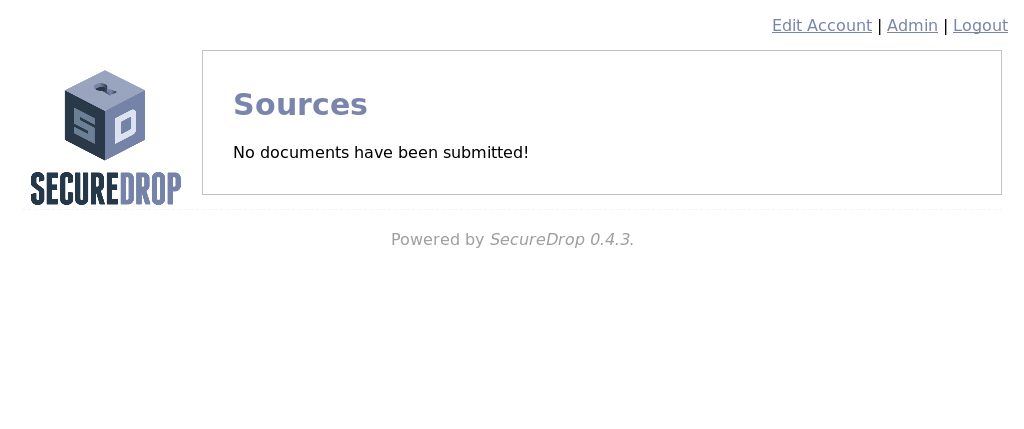 Edit Account | Admin | Logout
SD
SECUREDROP
Sources
No documents have been submitted!
Powered by SecureDrop 0.4.3.